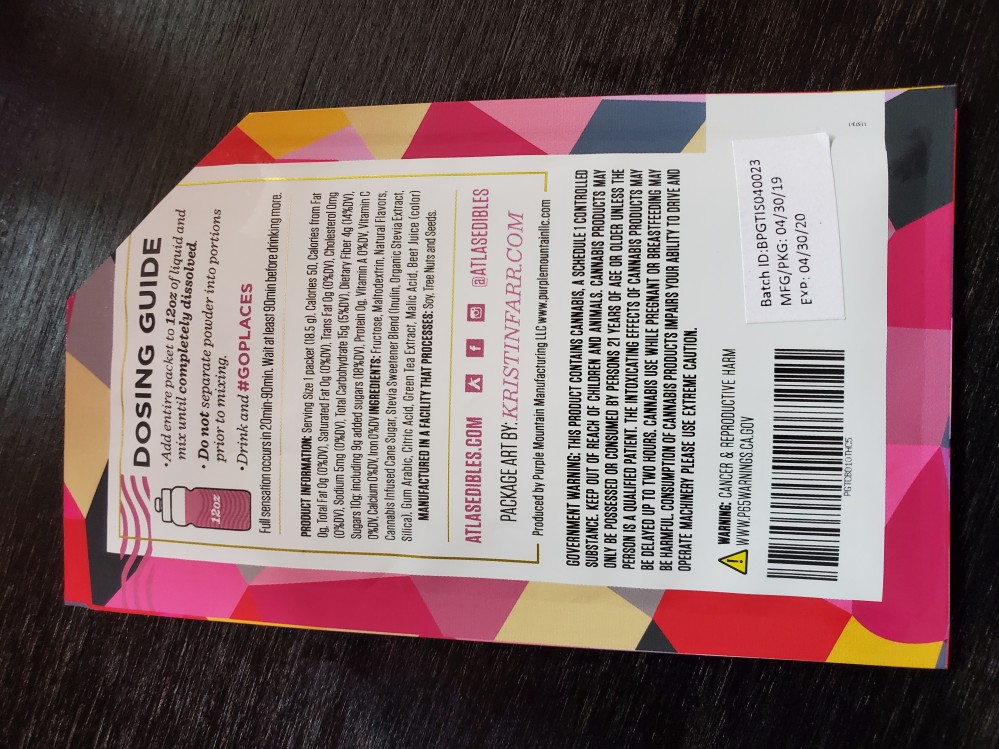 DOSING GUIDE
• Add entire packet to 12oz of liquid and
mix until completely dissolved.
• Do not separate powder into portions
prior to mixing.
• Drink and #GOPLACES
12oz
Full sensation occurs in 20min-90min. Wait at least 90min before drinking more.
PRODUCT INFORMATION: Serving Size 1 packer (18.5 g), Calories 50, Calories from Fat
0g, Total Fat 0g (0%DV), Saturated Fat 0g (0%DV), Trans Fat 0g (0%DV), Cholesterol 0mg
(0%DV), Sodium 5mg (0%DV), Total Carbohydrate 15g (5%DV), Dietary Fiber 4g (14%DV),
Sugars 10g; including 9g added sugars (18%DV), Protein 0g, Vitamin A 0%DV, Vitamin C
0%DV, Calcium 0%DV, Iron 0%DV INGREDIENTS: Fructose, Maltodextrin, Natural Flavors,
Cannabis Infused Cane Sugar, Stevia Sweetener Blend (Inulin, Organic Stevia Extract,
Silica), Gum Arabic, Citric Acid, Green Tea Extract, Malic Acid, Beet Juice (color)
MANUFACTURED IN A FACILITY THAT PROCESSES: Soy, Tree Nuts and Seeds.
ATLASEDIBLES.COM f @ATLASEDIBLES
PACKAGE ART BY: KRISTINFARR.COM
Produced by Purple Mountain Manufacturing LLC www.purplemountainllc.com
GOVERNMENT WARNING: THIS PRODUCT CONTAINS CANNABIS, A SCHEDULE 1 CONTROLLED
SUBSTANCE. KEEP OUT OF REACH OF CHILDREN AND ANIMALS. CANNABIS PRODUCTS MAY
ONLY BE POSSESSED OR CONSUMED BY PERSONS 21 YEARS OF AGE OR OLDER UNLESS THE
PERSON IS A QUALIFIED PATIENT. THE INTOXICATING EFFECTS OF CANNABIS PRODUCTS MAY
BE DELAYED UP TO TWO HOURS. CANNABIS USE WHILE PREGNANT OR BREASTFEEDING MAY
BE HARMFUL. CONSUMPTION OF CANNABIS PRODUCTS IMPAIRS YOUR ABILITY TO DRIVE AND
OPERATE MACHINERY PLEASE USE EXTREME CAUTION.
WARNING: CANCER & REPRODUCTIVE HARM
WWW.P65WARNINGS.CA.GOV
Batch ID:BPGTIS040023
MFG/PKG: 04/30/19
EXP.: 04/30/20
PGTCB010THC5